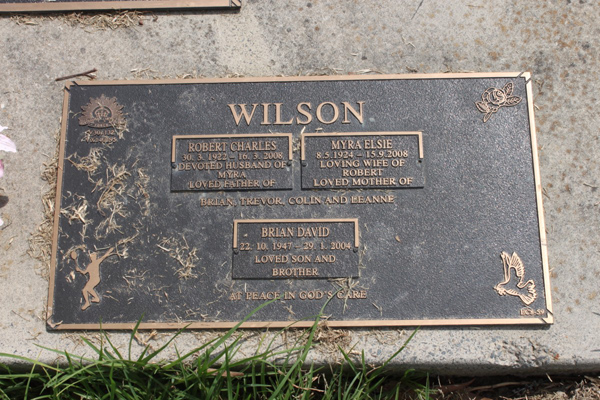 WILSON
ROBERT CHARLES
30. 3. 1922 - 16. 3. 2008
DEVOTED HUSBAND OF
MYRA
LOVED FATHER OF
MYRA ELSIE
8.5.1924 - 15.9.2008
LOVING WIFE OF
ROBERT
LOVED MOTHER OF
BRIAN, TREVOR, COLIN AND LEANNE
BRIAN DAVID
22. 10. 1947 - 29. 1. 2004
LOVED SON AND
BROTHER
AT PEACE IN GOD'S CARE